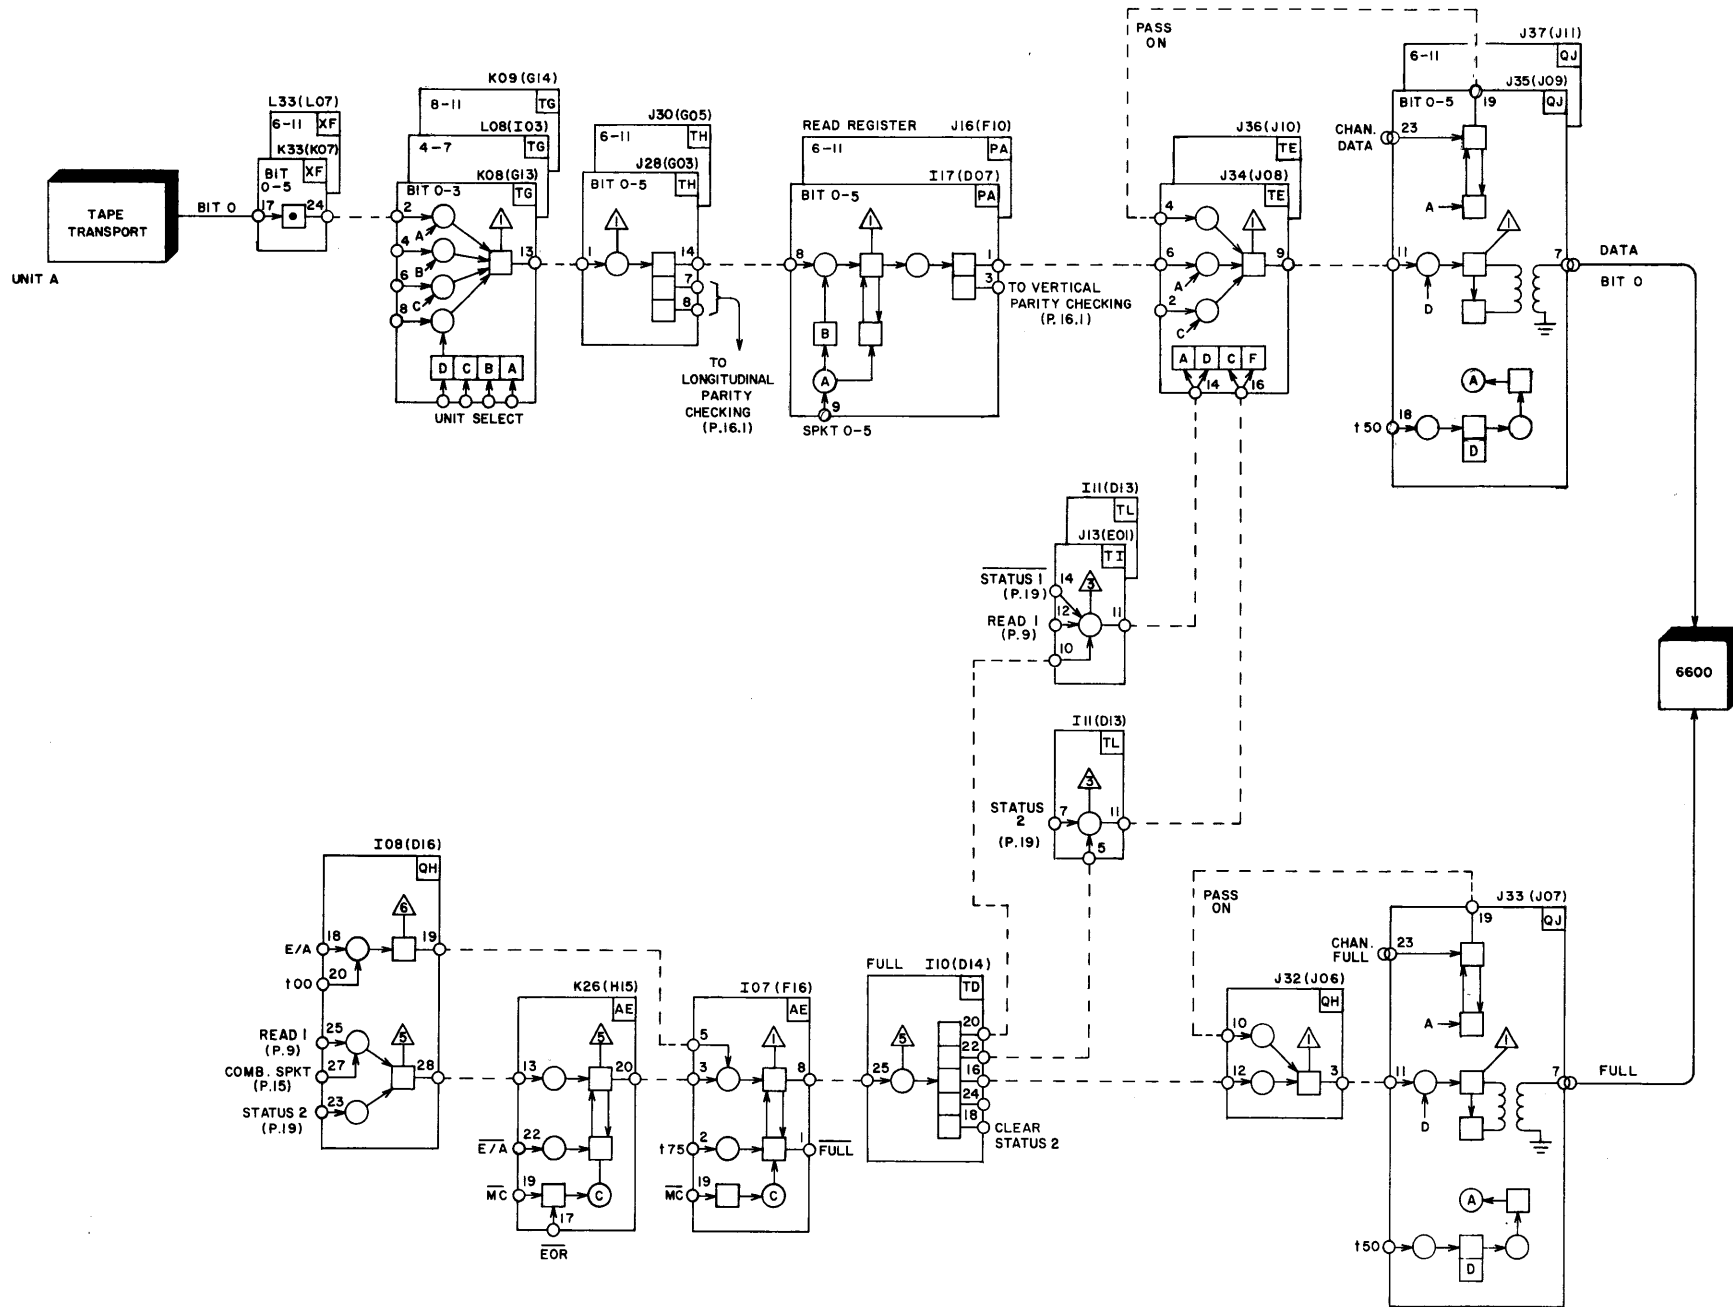 PASS
ON
J37(J11)
6-11
QJ
J35(J09)
BIT 0-5
QJ
19
CHAN.
DATA
23
A
1
11
7
DATA
BIT 0
D
A
18
t50
D
K09(G14)
8-11
TG
L08(I03)
4-7
TG
K08(G13)
BIT 0-3
TG
2
A
4
B
6
C
8
1
13
D C B A
UNIT SELECT
L33(L07)
6-11
XF
K33(K07)
BIT
0-5
XF
17
24
TAPE
TRANSPORT
BIT 0
UNIT A
J30(G05)
6-11
TH
J28(G03)
BIT 0-5
TH
1
1
14
7
8
TO
LONGITUDINAL
PARITY
CHECKING
(P.16.1)
READ REGISTER
J16(F10)
6-11
PA
I17(D07)
BIT 0-5
PA
8
1
1
3
B
A
9
SPKT 0-5
TO VERTICAL
PARITY CHECKING
(P.16.1)
J36(J10)
TE
J34(J08)
TE
4
6
A
2
C
1
9
A D C F
14
16
I11(D13)
TL
J13(E01)
TI
STATUS 1
(P.19)
14
3
READ 1
(P.9)
12
11
10
I11(D13)
TL
3
STATUS
2
(P.19)
7
11
5
6600
I08(D16)
QH
6
E/A
18
19
t00
20
READ 1
(P.9)
25
5
COMB. SPKT
(P.15)
27
28
STATUS 2
(P.19)
23
K26(H15)
AE
5
13
20
E/A
22
MC
19
C
17
EOR
I07(F16)
AE
5
1
3
8
t75
2
1
FULL
MC
19
C
FULL
I10(D14)
TD
5
25
20
22
16
24
18
CLEAR
STATUS 2
PASS
ON
J32(J06)
QH
10
1
12
3
J33(J07)
QJ
19
CHAN.
FULL
23
A
1
11
7
FULL
D
A
t50
D